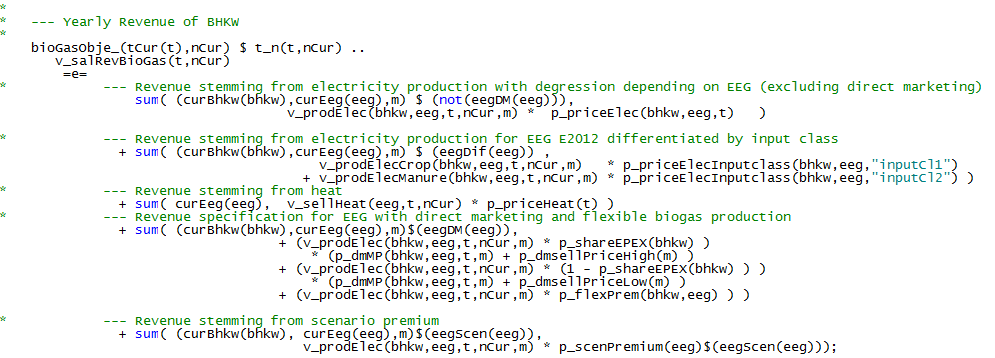 *
*   --- Yearly Revenue of BHKW
*
    bioGasObje_(tCur(t),nCur) $ t_n(t,nCur) ..
       v_salRevBioGas(t,nCur)
        =e=
*            --- Revenue stemming from electricity production with degression depending on EEG (excluding direct marketing)
                 sum( (curBhkw(bhkw),curEeg(eeg),m) $ (not(eegDM(eeg))),
                                    v_prodElec(bhkw,eeg,t,nCur,m) *  p_priceElec(bhkw,eeg,t)   )
*            --- Revenue stemming from electricity production for EEG E2012 differentiated by input class
               + sum( (curBhkw(bhkw),curEeg(eeg),m) $ (eegDif(eeg)) ,
                                        v_prodElecCrop(bhkw,eeg,t,nCur,m)   * p_priceElecInputclass(bhkw,eeg,"inputCl1")
                                      + v_prodElecManure(bhkw,eeg,t,nCur,m) * p_priceElecInputclass(bhkw,eeg,"inputCl2") )
*            --- Revenue stemming from heat
               + sum( curEeg(eeg),  v_sellHeat(eeg,t,nCur) * p_priceHeat(t) )
*            --- Revenue specification for EEG with direct marketing and flexible biogas production
               + sum( (curBhkw(bhkw),curEeg(eeg),m)$(eegDM(eeg)),
                                   + (v_prodElec(bhkw,eeg,t,nCur,m) * p_shareEPEX(bhkw) )
                                       * (p_dmMP(bhkw,eeg,t,m) + p_dmsellPriceHigh(m) )
                                   + (v_prodElec(bhkw,eeg,t,nCur,m) * (1 - p_shareEPEX(bhkw) ) )
                                       * (p_dmMP(bhkw,eeg,t,m) + p_dmsellPriceLow(m) )
                                   + (v_prodElec(bhkw,eeg,t,nCur,m) * p_flexPrem(bhkw,eeg) ) )
*            --- Revenue stemming from scenario premium
               + sum( (curBhkw(bhkw), curEeg(eeg),m)$(eegScen(eeg)),
                                      v_prodElec(bhkw,eeg,t,nCur,m) * p_scenPremium(eeg)$(eegScen(eeg)));